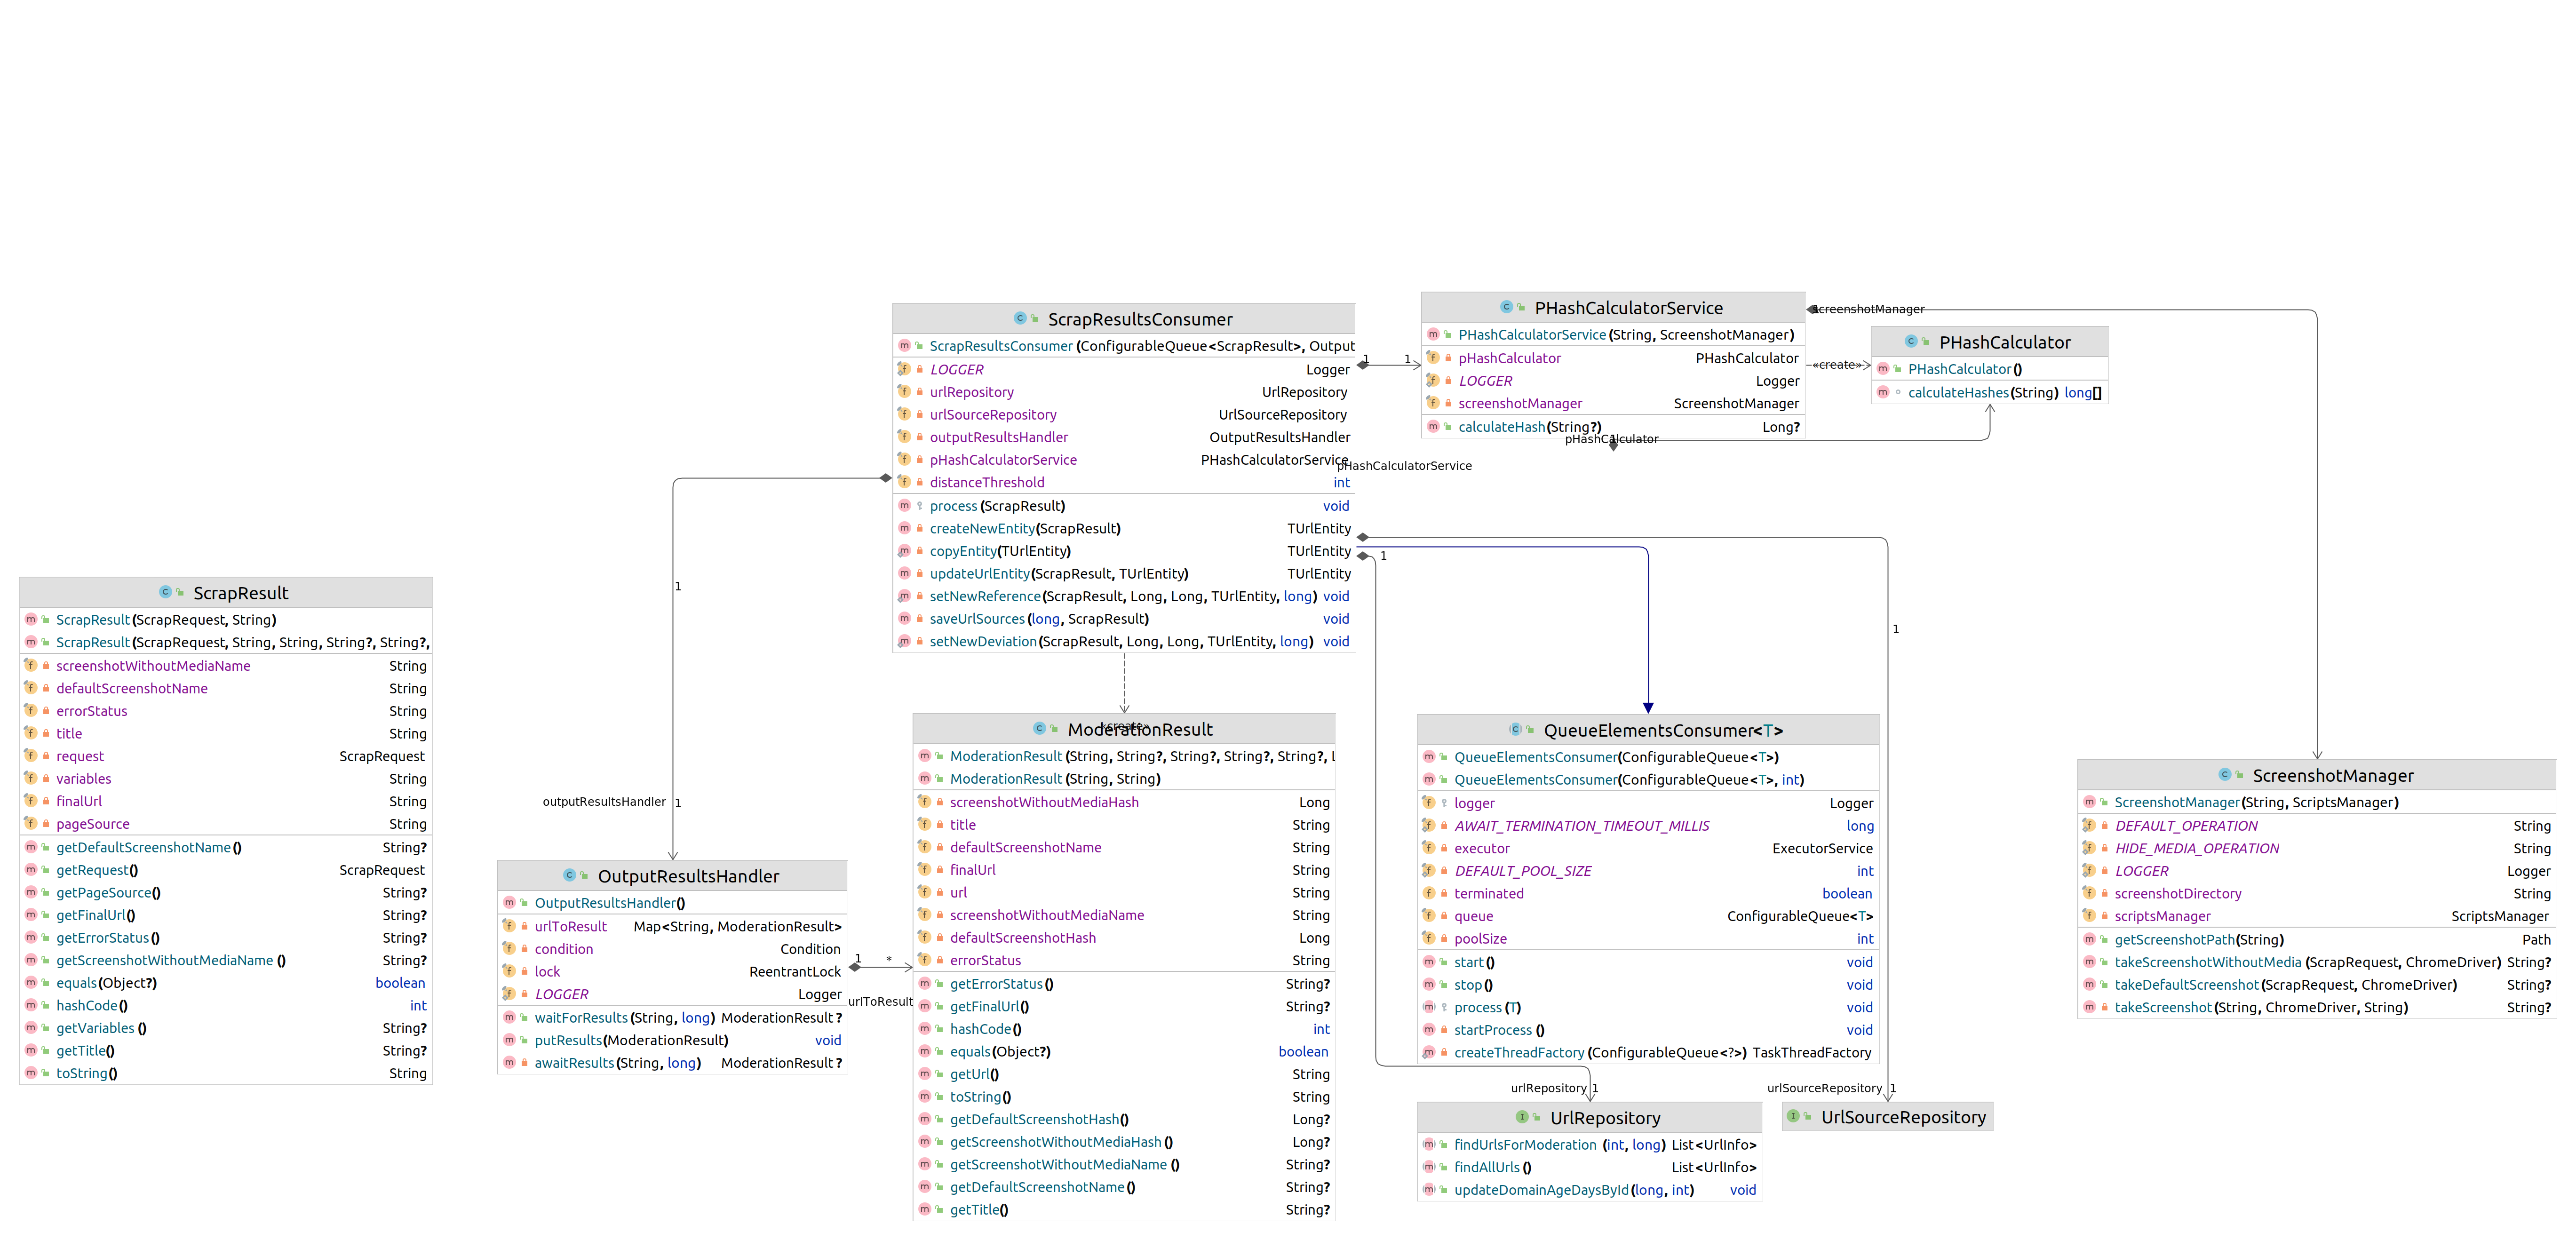 ScrapResult
ScrapResult(ScrapRequest, String)
ScrapResult(ScrapRequest, String, String, String?, String?,
screenshotWithoutMediaName String
defaultScreenshotName String
errorStatus String
title String
request ScrapRequest
variables String
finalUrl String
pageSource String
getDefaultScreenshotName() String?
getRequest() ScrapRequest
getPageSource() String?
getFinalUrl() String?
getErrorStatus() String?
getScreenshotWithoutMediaName() String?
equals(Object?) boolean
hashCode() int
getVariables() String?
getTitle() String?
toString() String
outputResultsHandler
1
1
OutputResultsHandler
OutputResultsHandler()
urlToResult Map<String, ModerationResult>
condition Condition
lock ReentrantLock
LOGGER Logger
waitForResults(String, long) ModerationResult?
putResults(ModerationResult) void
awaitResults(String, long) ModerationResult?
1 *
urlToResult
ScrapResultsConsumer
ScrapResultsConsumer(ConfigurableQueue<ScrapResult>, Output
LOGGER Logger
urlRepository UrlRepository
urlSourceRepository UrlSourceRepository
outputResultsHandler OutputResultsHandler
pHashCalculatorService PHashCalculatorService
distanceThreshold int
process(ScrapResult) void
createNewEntity(ScrapResult) TUrlEntity
copyEntity(TUrlEntity) TUrlEntity
updateUrlEntity(ScrapResult, TUrlEntity) TUrlEntity
setNewReference(ScrapResult, Long, Long, TUrlEntity, long) void
saveUrlSources(long, ScrapResult) void
setNewDeviation(ScrapResult, Long, Long, TUrlEntity, long) void
«create»
ModerationResult
ModerationResult(String, String?, String?, String?, String?, L
ModerationResult(String, String)
screenshotWithoutMediaHash Long
title String
defaultScreenshotName String
finalUrl String
url String
screenshotWithoutMediaName String
defaultScreenshotHash Long
errorStatus String
getErrorStatus() String?
getFinalUrl() String?
hashCode() int
equals(Object?) boolean
getUrl() String
toString() String
getDefaultScreenshotHash() Long?
getScreenshotWithoutMediaHash() Long?
getScreenshotWithoutMediaName() String?
getDefaultScreenshotName() String?
getTitle() String?
1 1
pHashCalculatorService
PHashCalculatorService
PHashCalculatorService(String, ScreenshotManager)
pHashCalculator PHashCalculator
LOGGER Logger
screenshotManager ScreenshotManager
calculateHash(String?) Long?
pHashCalculator
screenshotManager
«create»
PHashCalculator
PHashCalculator()
calculateHashes(String) long[]
1
QueueElementsConsumer<T>
QueueElementsConsumer(ConfigurableQueue<T>)
QueueElementsConsumer(ConfigurableQueue<T>, int)
logger Logger
AWAIT_TERMINATION_TIMEOUT_MILLIS long
executor ExecutorService
DEFAULT_POOL_SIZE int
terminated boolean
queue ConfigurableQueue<T>
poolSize int
start() void
stop() void
process(T) void
startProcess() void
createThreadFactory(ConfigurableQueue<?>) TaskThreadFactory
1
urlRepository 1
urlSourceRepository 1
UrlRepository
findUrlsForModeration(int, long) List<UrlInfo>
findAllUrls() List<UrlInfo>
updateDomainAgeDaysById(long, int) void
UrlSourceRepository
ScreenshotManager
ScreenshotManager(String, ScriptsManager)
DEFAULT_OPERATION String
HIDE_MEDIA_OPERATION String
LOGGER Logger
screenshotDirectory String
scriptsManager ScriptsManager
getScreenshotPath(String) Path
takeScreenshotWithoutMedia(ScrapRequest, ChromeDriver) String?
takeDefaultScreenshot(ScrapRequest, ChromeDriver) String?
takeScreenshot(String, ChromeDriver, String) String?